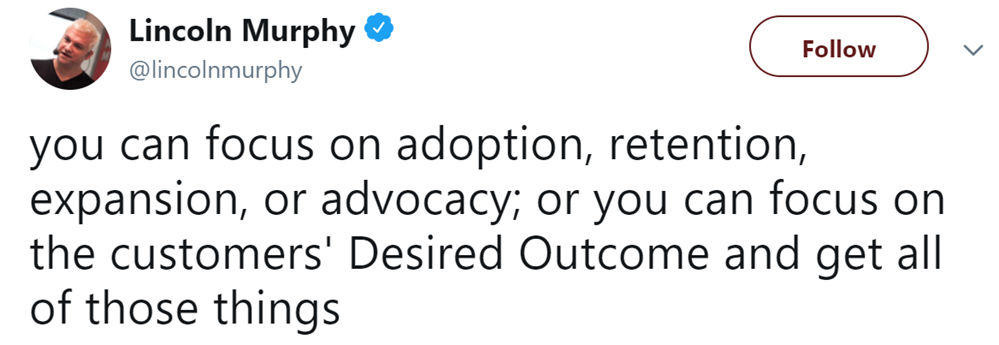 Lincoln Murphy
@lincolnmurphy
Follow
you can focus on adoption, retention,
expansion, or advocacy; or you can focus on
the customers' Desired Outcome and get all
of those things